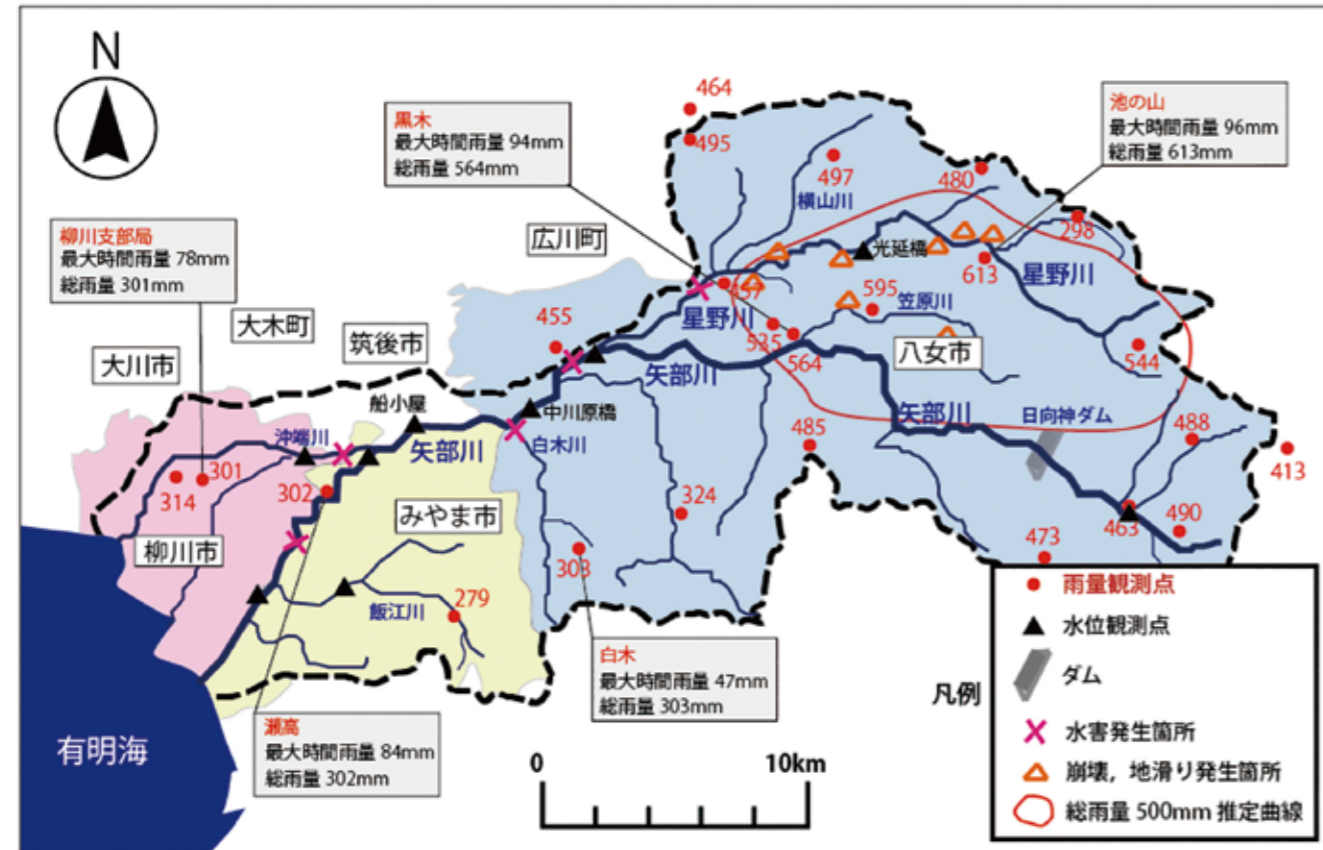 N
464
495
黒木
最大時間雨量 94mm
総雨量 564mm
池の山
最大時間雨量 96mm
総雨量 613mm
497
480
横山川
298
柳川支部局
最大時間雨量 78mm
総雨量 301mm
広川町
光延橋
613
星野川
457
595
笠原川
大木町
星野川
455
535
564
八女市
544
筑後市
大川市
矢部川
船小屋
中川原橋
矢部川
日向神ダム
沖端川
矢部川
白木川
485
488
413
301
314
302
みやま市
324
463
490
柳川市
303
473
飯江川
279
白木
最大時間雨量 47mm
総雨量 303mm
瀬高
最大時間雨量 84mm
総雨量 302mm
有明海
0
10km
凡例
雨量観測点
水位観測点
ダム
水害発生箇所
崩壊，地滑り発生箇所
総雨量 500mm 推定曲線